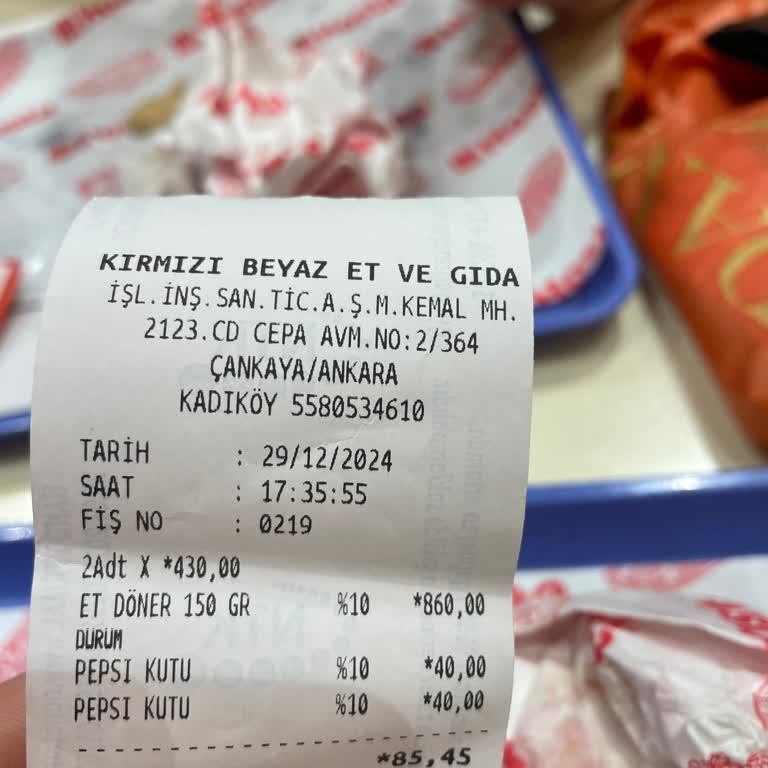 KIRMIZI BEYAZ ET VE GIDA
İŞL.İNŞ.SAN.TİC.A.Ş.M.KEMAL MH.
2123.CD CEPA AVM.NO:2/364
ÇANKAYA/ANKARA
KADIKÖY 5580534610
TARİH : 29/12/2024
SAAT : 17:35:55
FİŞ NO : 0219
2Adt X *430,00
ET DÖNER 150 GR %10 *860,00
DÜRÜM
PEPSI KUTU %10 *40,00
PEPSI KUTU %10 *40,00
*85,45